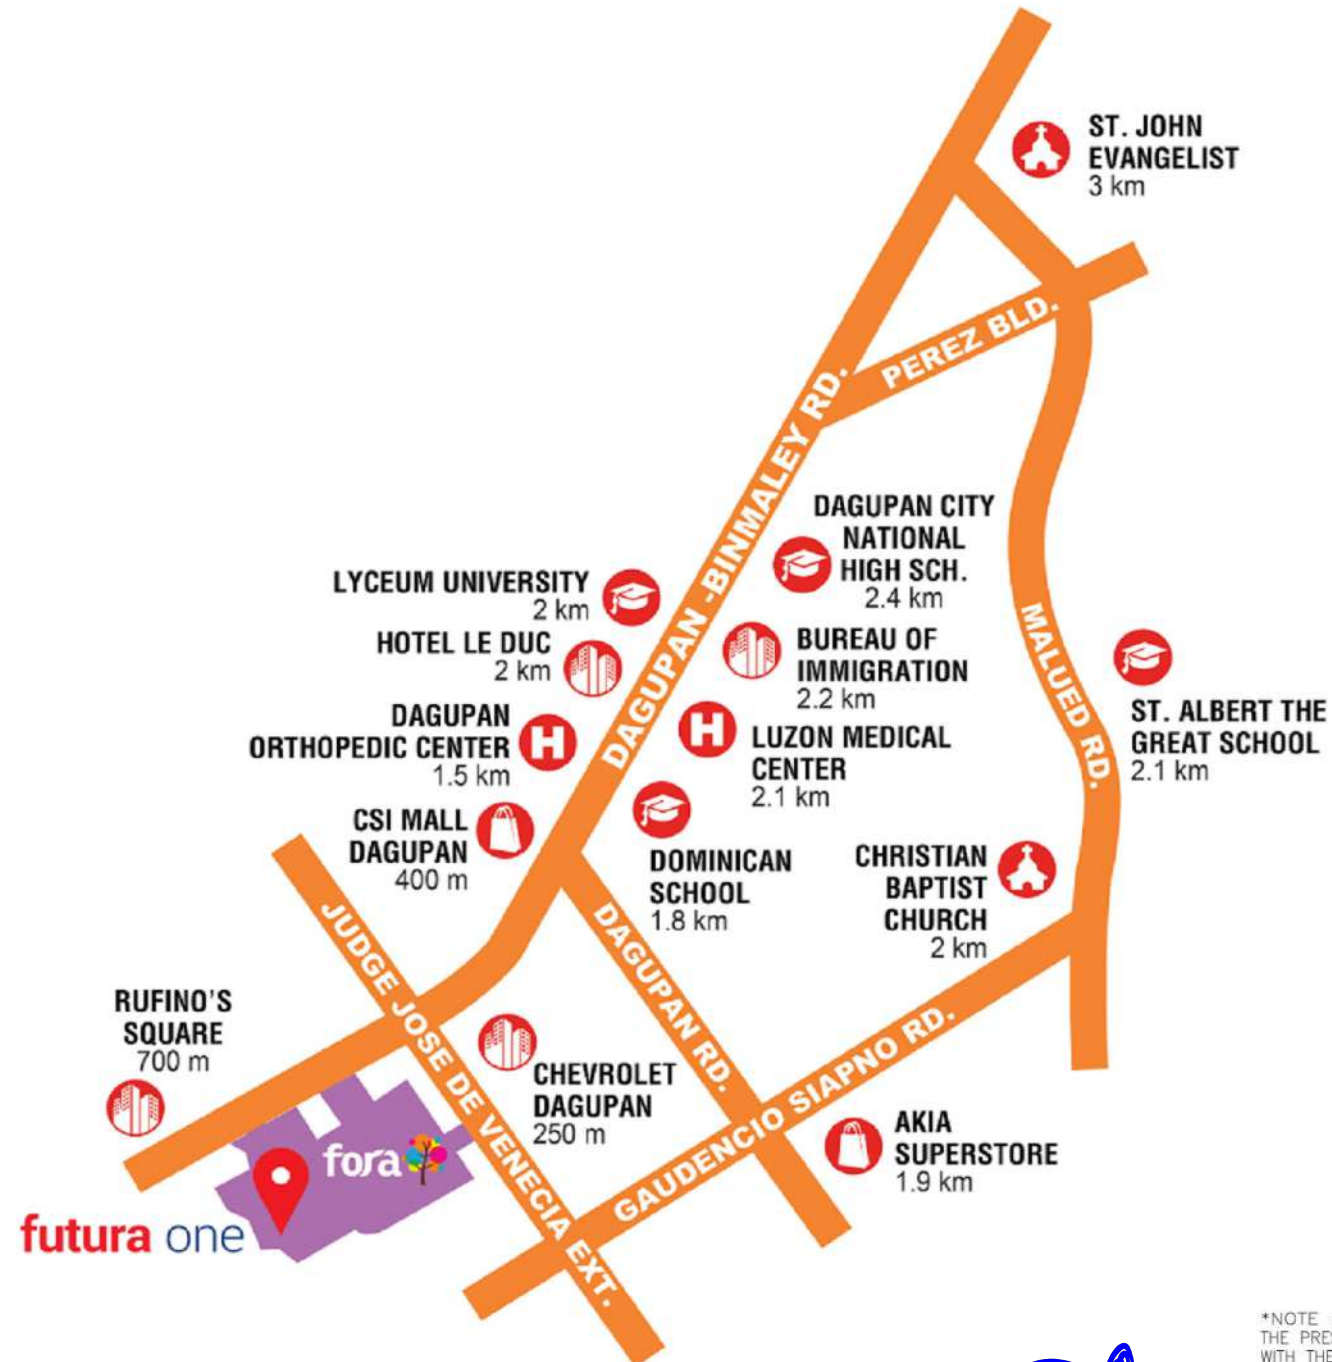 ST. JOHN
EVANGELIST
3 km
PEREZ BLD.
DAGUPAN -BINMALEY RD.
DAGUPAN CITY
NATIONAL
HIGH SCH.
2.4 km
LYCEUM UNIVERSITY
2 km
HOTEL LE DUC
2 km
BUREAU OF
IMMIGRATION
2.2 km
MALUED RD.
DAGUPAN
ORTHOPEDIC CENTER
1.5 km
H
H
LUZON MEDICAL
CENTER
2.1 km
ST. ALBERT THE
GREAT SCHOOL
2.1 km
CSI MALL
DAGUPAN
400 m
DOMINICAN
SCHOOL
1.8 km
CHRISTIAN
BAPTIST
CHURCH
2 km
JUDGE JOSE DE VENECIA EXT.
DAGUPAN RD.
RUFINO'S
SQUARE
700 m
CHEVROLET
DAGUPAN
250 m
GAUDENCIO SIAPNO RD.
AKIA
SUPERSTORE
1.9 km
fora
futura one
*NOTE
THE PRES
WITH THE